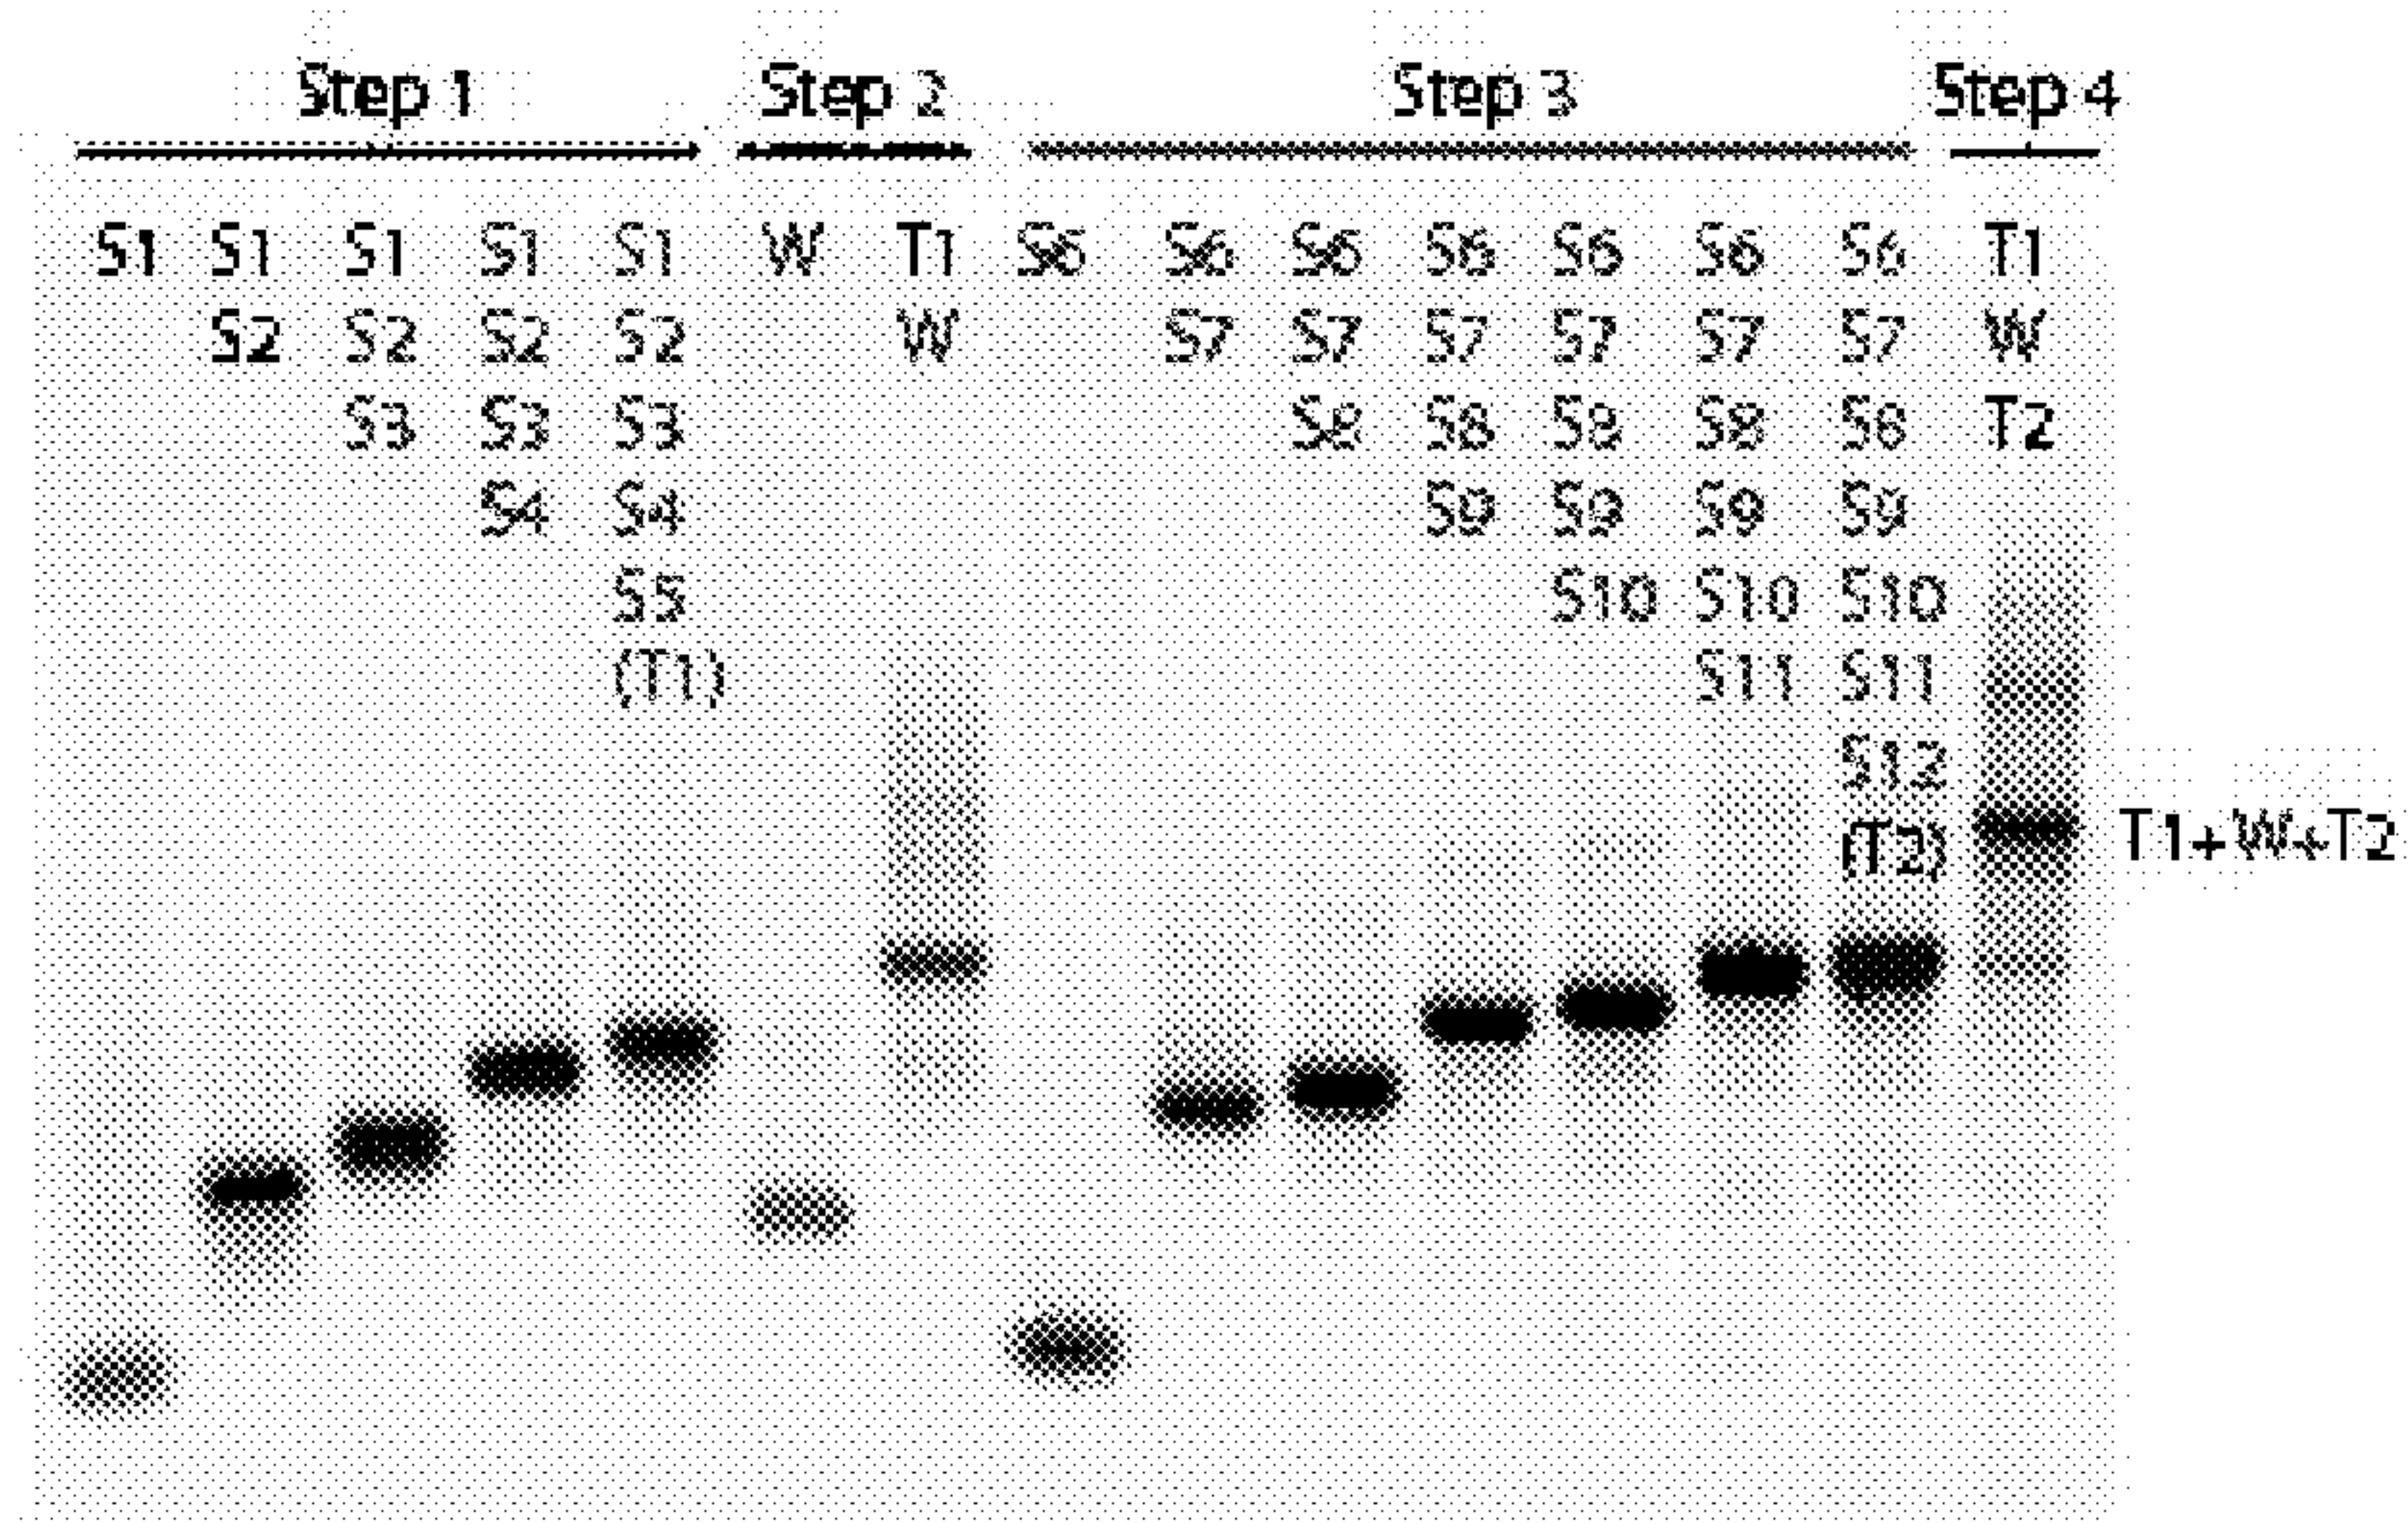 Step 1 Step 2 Step 3 Step 4
S1 S1 S1 S1 S1 W T1 S6 S6 S6 S6 S6 S6 S6 T1
S2 S2 S2 S2 W S7 S7 S7 S7 S7 S7 W
S3 S3 S3 S8 S8 S8 S8 S8 T2
S4 S4 S9 S9 S9 S9
S5 S10 S10 S10
(T1) S11 S11
S12
(T2) T1+W+T2